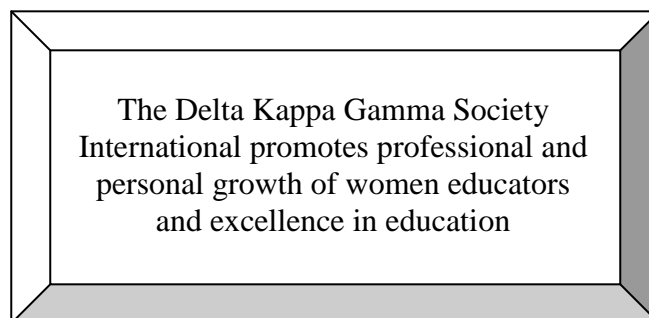 The Delta Kappa Gamma Society
International promotes professional and
personal growth of women educators
and excellence in education